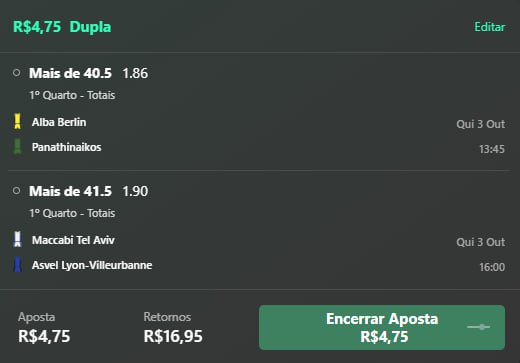 R$4,75 Dupla
Editar
Mais de 40.5 1.86
1º Quarto - Totais
Alba Berlin
Qui 3 Out
Panathinaikos
13:45
Mais de 41.5 1.90
1º Quarto - Totais
Maccabi Tel Aviv
Qui 3 Out
Asvel Lyon-Villeurbanne
16:00
Aposta
Retornos
Encerrar Aposta
R$4,75
R$16,95
R$4,75